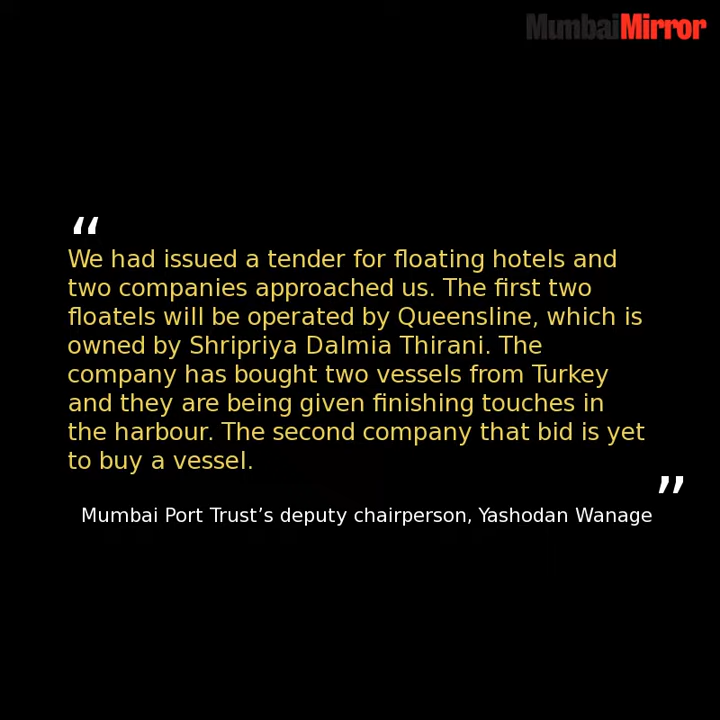 MumbaiMirror
“
We had issued a tender for floating hotels and
two companies approached us. The first two
floatels will be operated by Queensline, which is
owned by Shripriya Dalmia Thirani. The
company has bought two vessels from Turkey
and they are being given finishing touches in
the harbour. The second company that bid is yet
to buy a vessel.
”
Mumbai Port Trust’s deputy chairperson, Yashodan Wanage